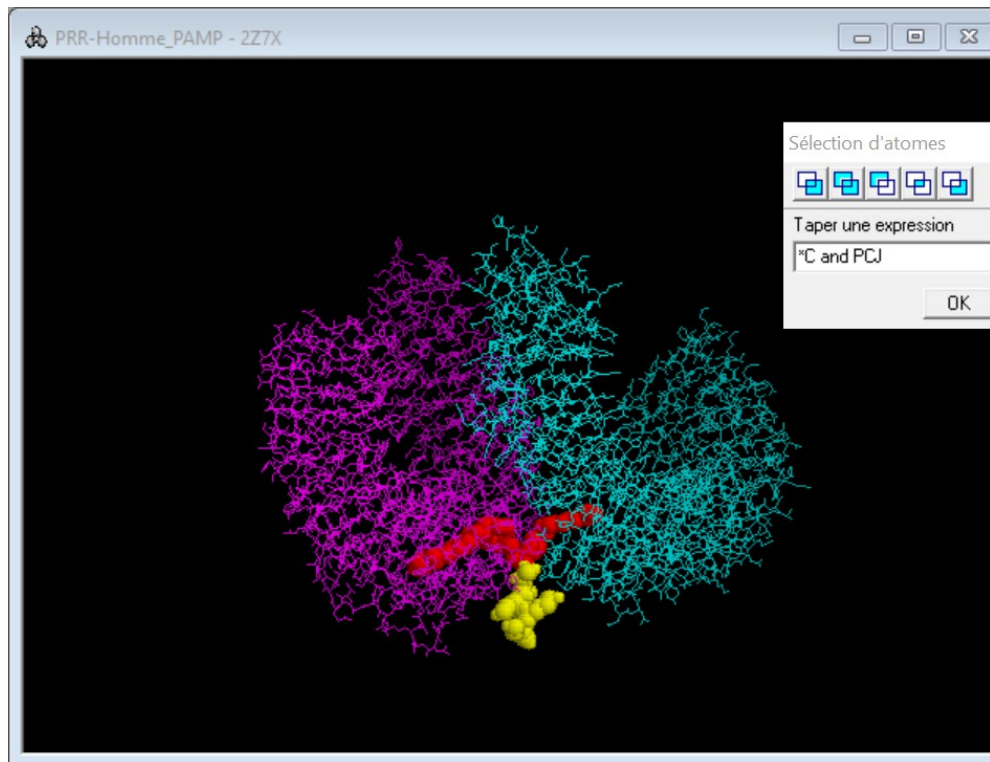 PRR-Homme_PAMP - 2Z7X
Sélection d'atomes
Taper une expression
*C and PCJ
OK